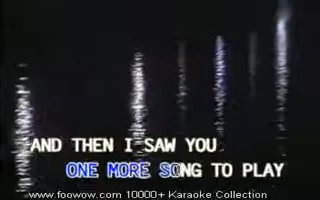 AND THEN I SAW YOU
ONE MORE SONG TO PLAY
www.foowow.com 10000+ Karaoke Collection